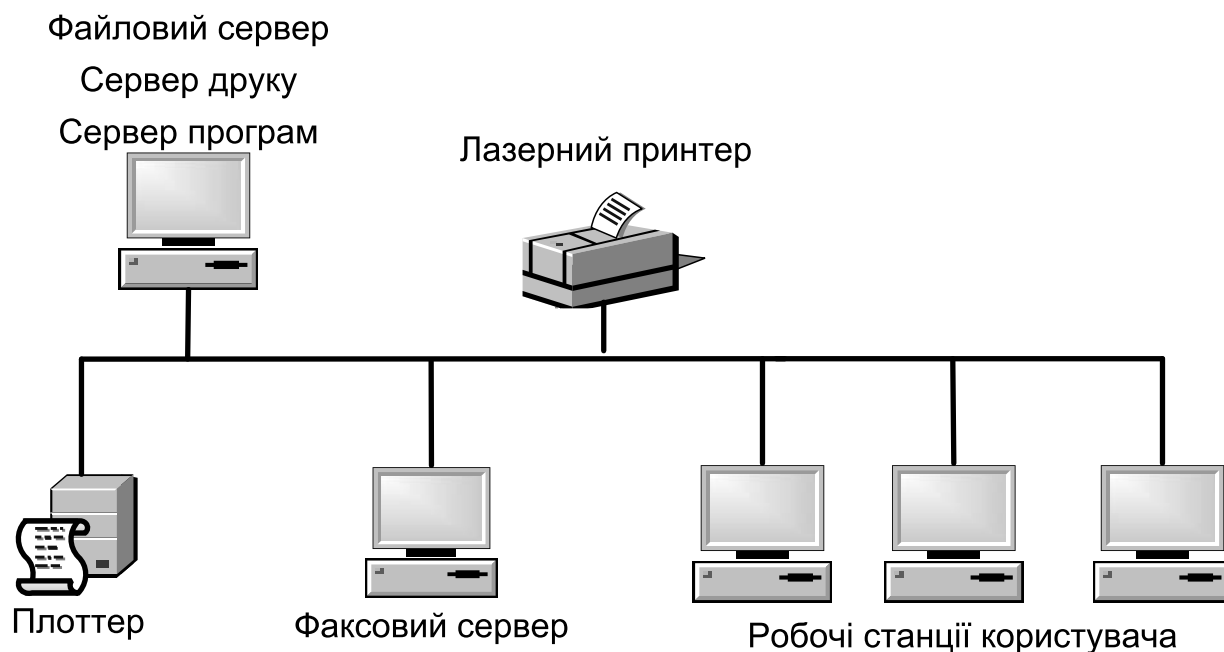 Файловий сервер
Сервер друку
Сервер програм
Лазерний принтер
Плоттер
Факсовий сервер
Робочі станції користувача